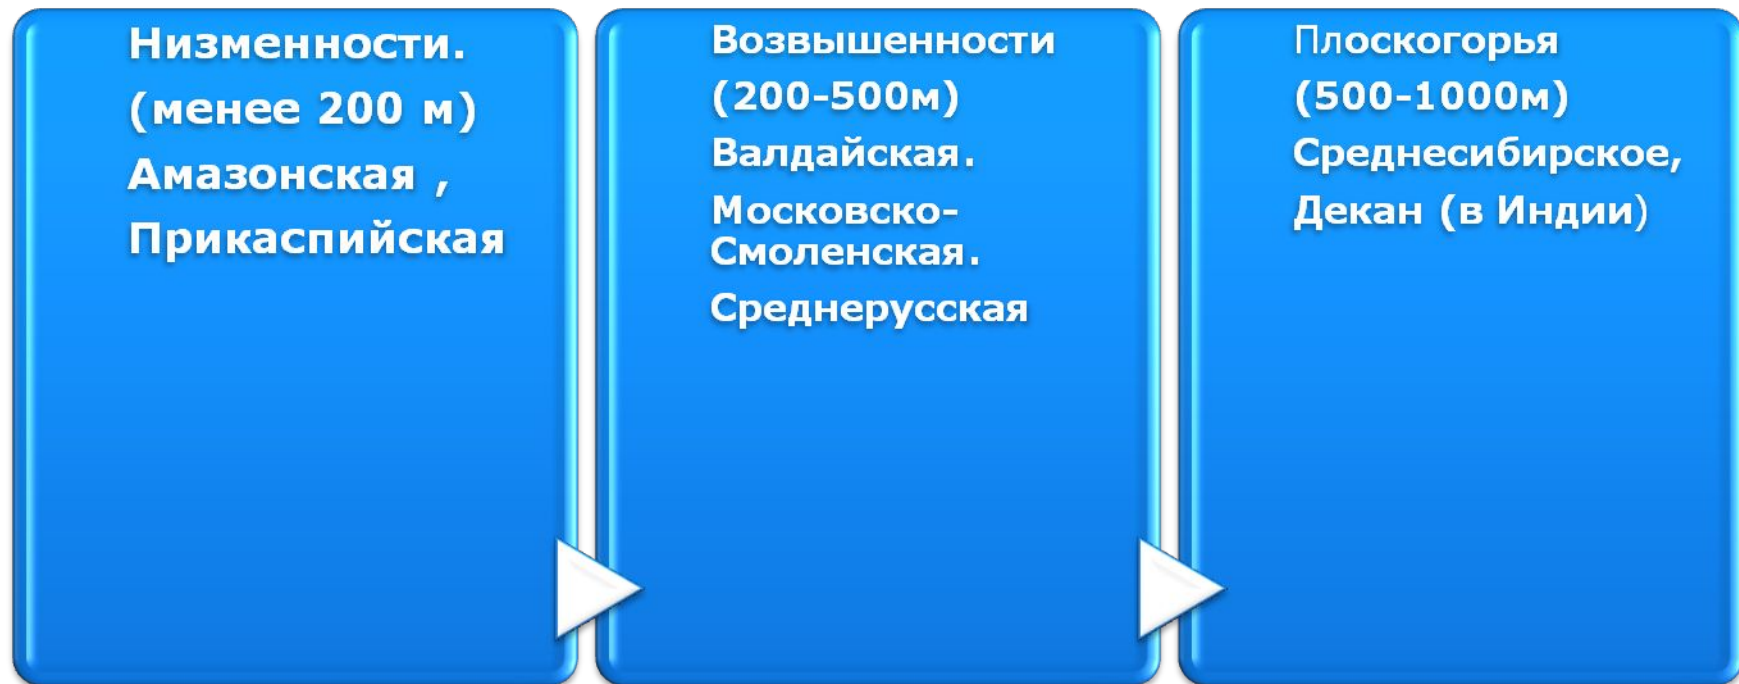 Низменности.
(менее 200 м)
Амазонская ,
Прикаспийская
Возвышенности
(200-500м)
Валдайская.
Московско-
Смоленская.
Среднерусская
Плоскогорья
(500-1000м)
Среднесибирское,
Декан (в Индии)